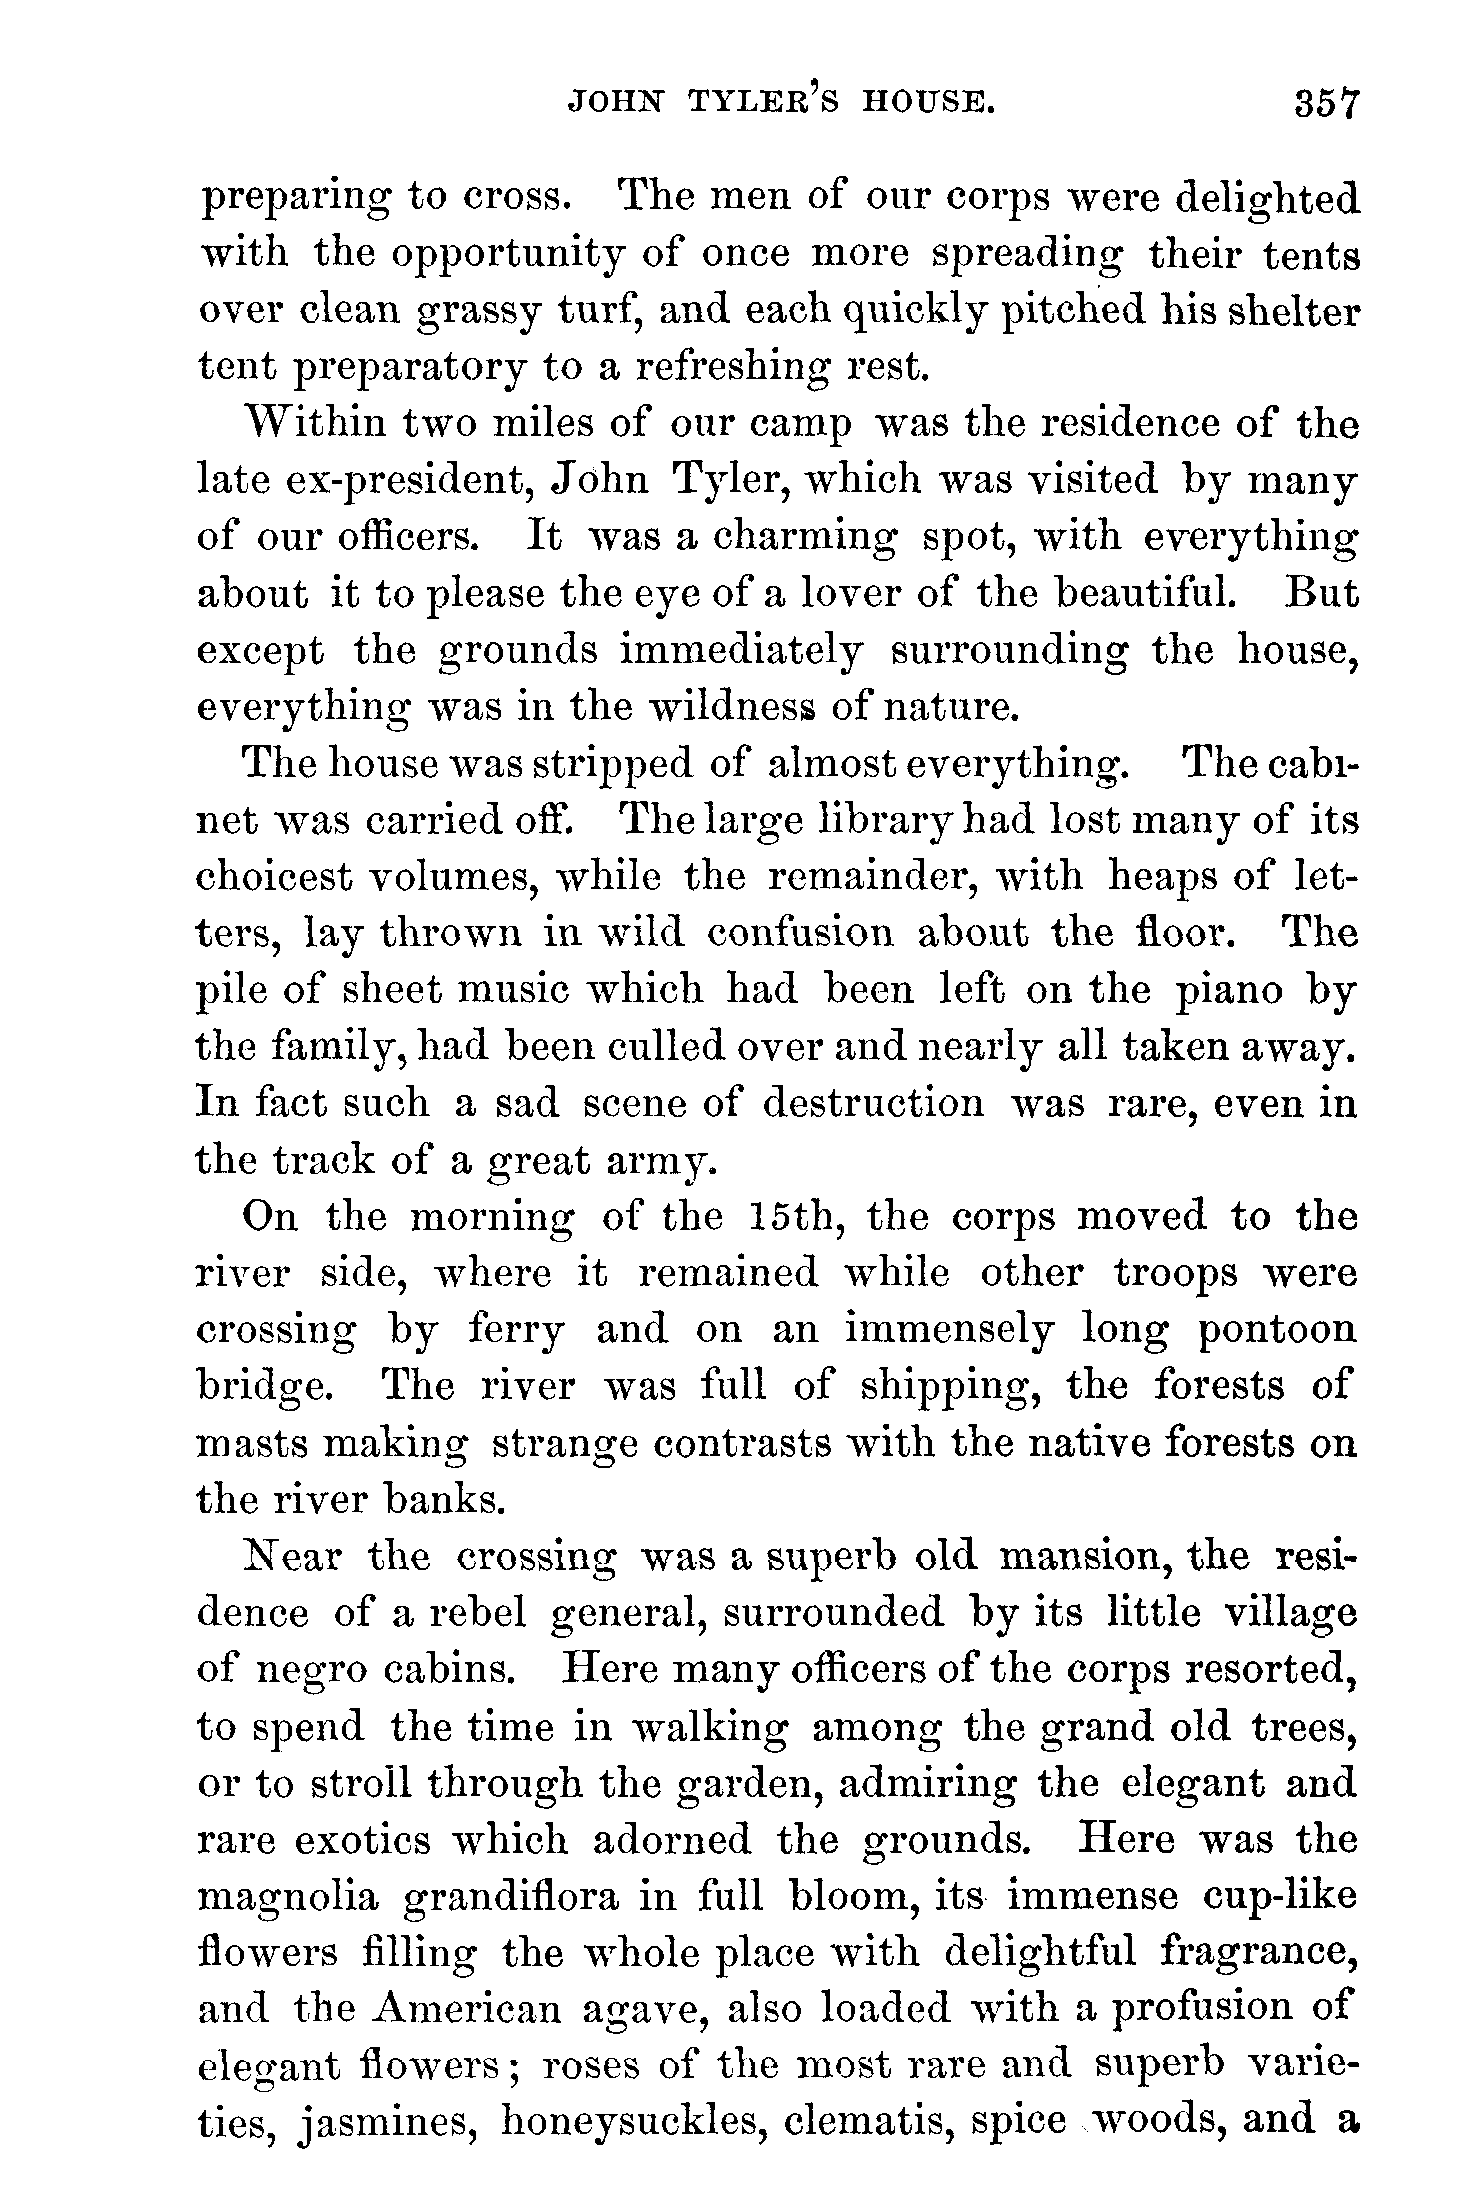 JOHN TYLER'S HOUSE. 357
preparing to cross. The men of our corps were delighted
with the opportunity of once more spreading their tents
over clean grassy turf, and each quickly pitched his shelter
tent preparatory to a refreshing rest.
Within two miles of our camp was the residence of the
late ex-president, John Tyler, which was visited by many
of our officers. It was a charming spot, with everything
about it to please the eye of a lover of the beautiful. But
except the grounds immediately surrounding the house,
everything was in the wildness of nature.
The house was stripped of almost everything. The cabi-
net was carried off. The large library had lost many of its
choicest volumes, while the remainder, with heaps of let-
ters, lay thrown in wild confusion about the floor. The
pile of sheet music which had been left on the piano by
the family, had been culled over and nearly all taken away.
In fact such a sad scene of destruction was rare, even in
the track of a great army.
On the morning of the 15th, the corps moved to the
river side, where it remained while other troops were
crossing by ferry and on an immensely long pontoon
bridge. The river was full of shipping, the forests of
masts making strange contrasts with the native forests on
the river banks.
Near the crossing was a superb old mansion, the resi-
dence of a rebel general, surrounded by its little village
of negro cabins. Here many officers of the corps resorted,
to spend the time in walking among the grand old trees,
or to stroll through the garden, admiring the elegant and
rare exotics which adorned the grounds. Here was the
magnolia grandiflora in full bloom, its immense cup-like
flowers filling the whole place with delightful fragrance,
and the American agave, also loaded with a profusion of
elegant flowers; roses of the most rare and superb varie-
ties, jasmines, honeysuckles, clematis, spice woods, and a